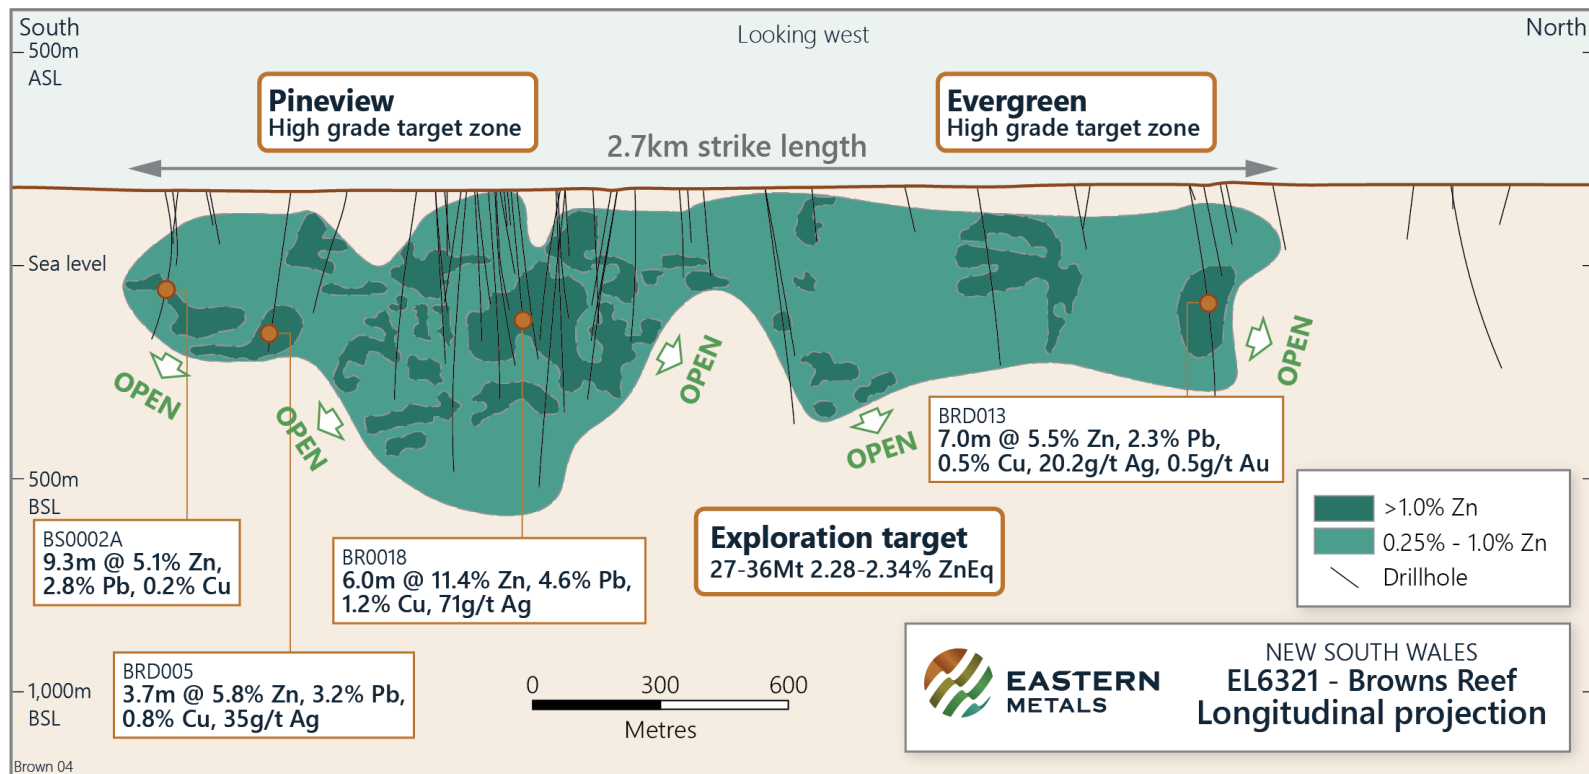 South
Looking west
North
500m
ASL
Pineview
High grade target zone
Evergreen
High grade target zone
2.7km strike length
Sea level
OPEN
OPEN
OPEN
OPEN
OPEN
500m
BSL
BRD013
7.0m @ 5.5% Zn, 2.3% Pb,
0.5% Cu, 20.2g/t Ag, 0.5g/t Au
BS0002A
9.3m @ 5.1% Zn,
2.8% Pb, 0.2% Cu
BR0018
6.0m @ 11.4% Zn, 4.6% Pb,
1.2% Cu, 71g/t Ag
Exploration target
27-36Mt 2.28-2.34% ZnEq
>1.0% Zn
0.25% - 1.0% Zn
Drillhole
BRD005
3.7m @ 5.8% Zn, 3.2% Pb,
0.8% Cu, 35g/t Ag
1,000m
BSL
0 300 600
Metres
EASTERN
METALS
NEW SOUTH WALES
EL6321 - Browns Reef
Longitudinal projection
Brown 04